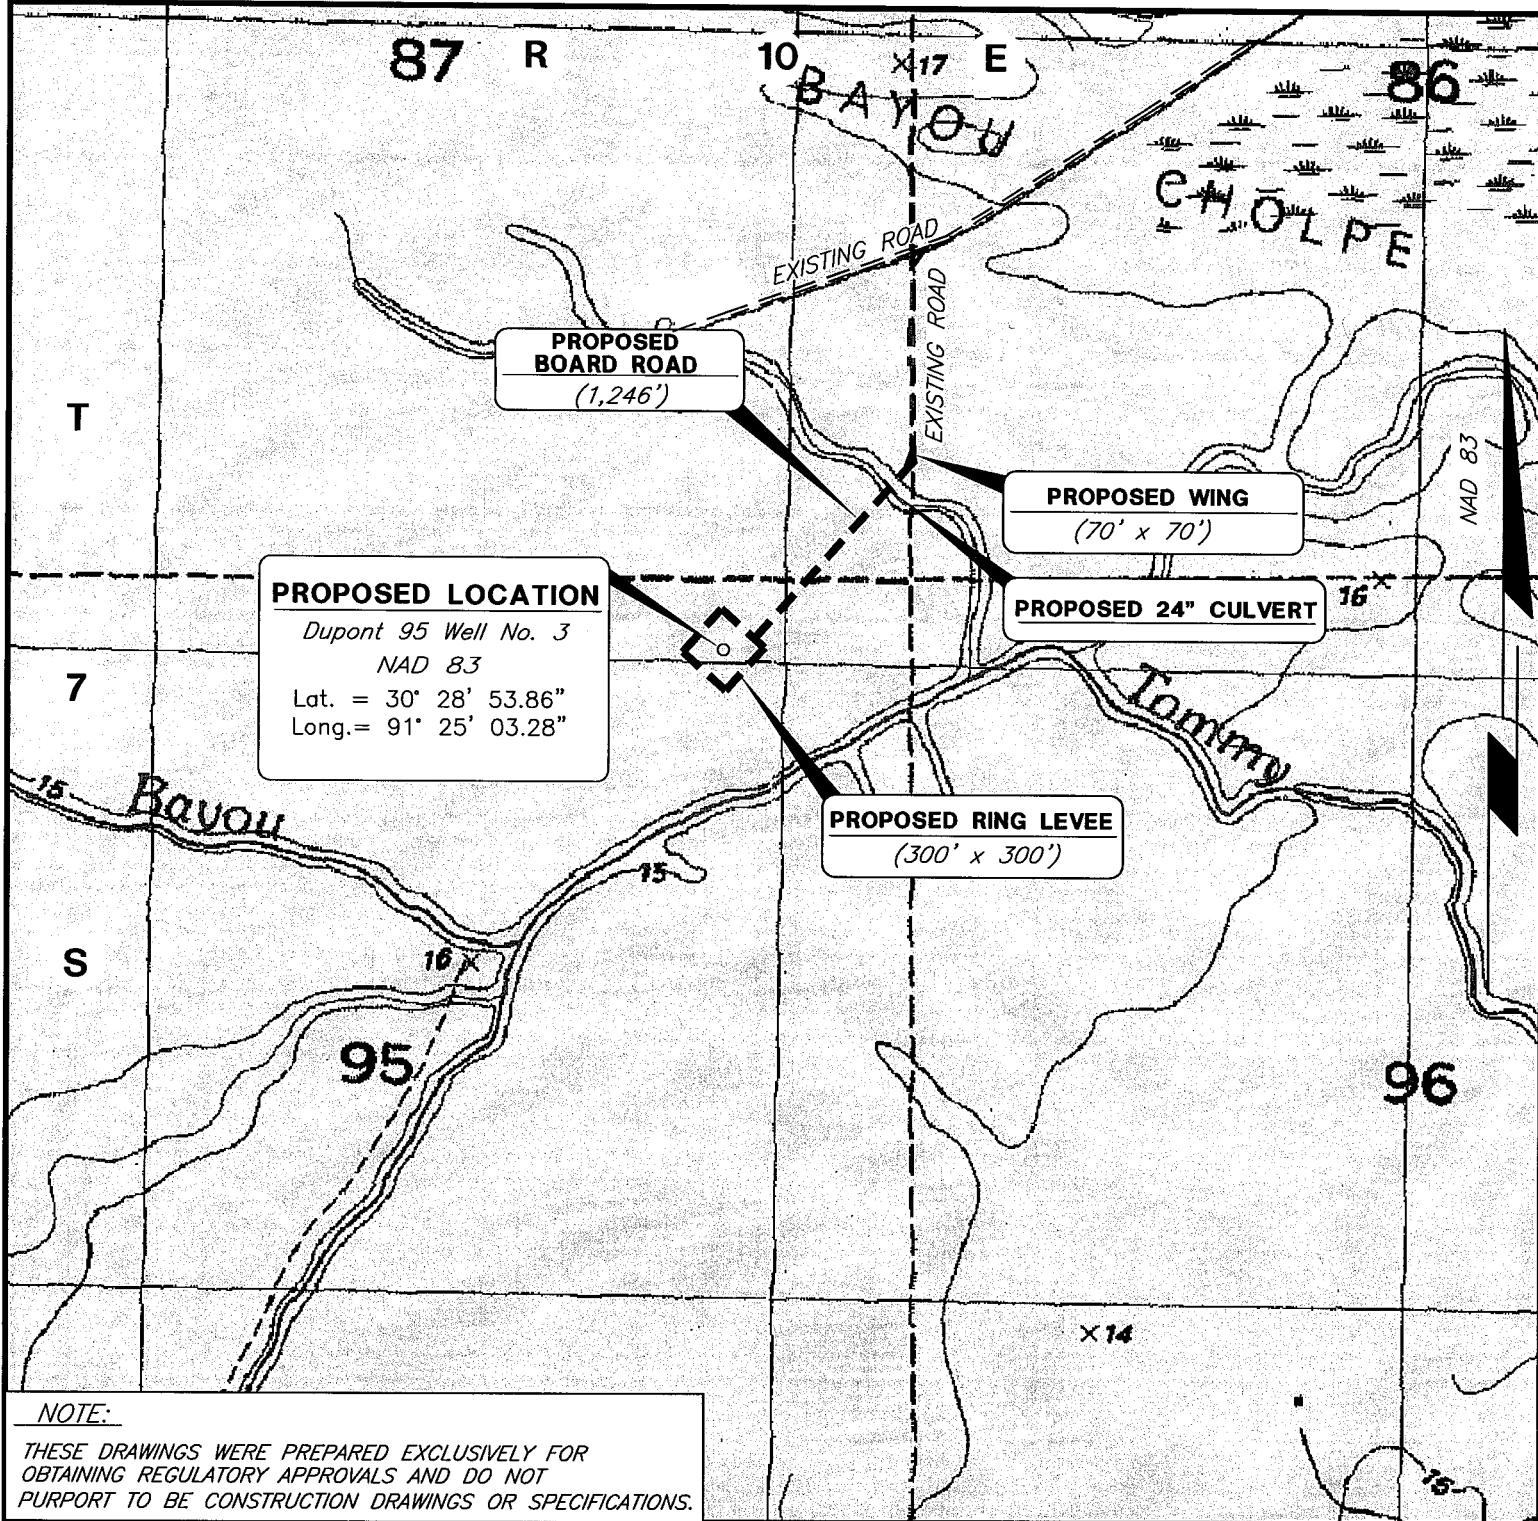 87 R 10 E 86
×17
BAYOU
CHOLPE
EXISTING ROAD
EXISTING ROAD
PROPOSED
BOARD ROAD
(1,246')
T
NAD 83
PROPOSED WING
(70' x 70')
PROPOSED LOCATION
Dupont 95 Well No. 3
NAD 83
Lat. = 30° 28' 53.86"
Long.= 91° 25' 03.28"
PROPOSED 24" CULVERT
16×
7
Tommy
15
Bayou
PROPOSED RING LEVEE
(300' x 300')
15
S
16×
95
96
×14
NOTE:
THESE DRAWINGS WERE PREPARED EXCLUSIVELY FOR
OBTAINING REGULATORY APPROVALS AND DO NOT
PURPORT TO BE CONSTRUCTION DRAWINGS OR SPECIFICATIONS.
15